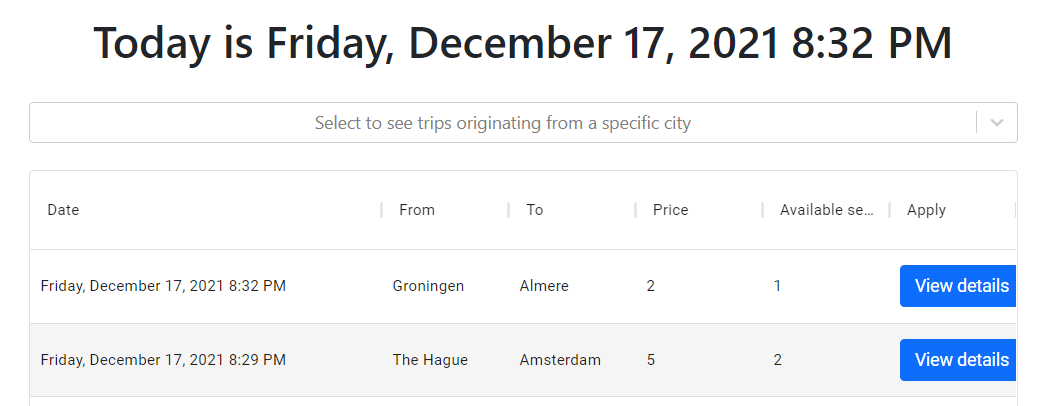 Today is Friday, December 17, 2021 8:32 PM
Select to see trips originating from a specific city
Date From To Price Available se... Apply
Friday, December 17, 2021 8:32 PM Groningen Almere 2 1 View details
Friday, December 17, 2021 8:29 PM The Hague Amsterdam 5 2 View details